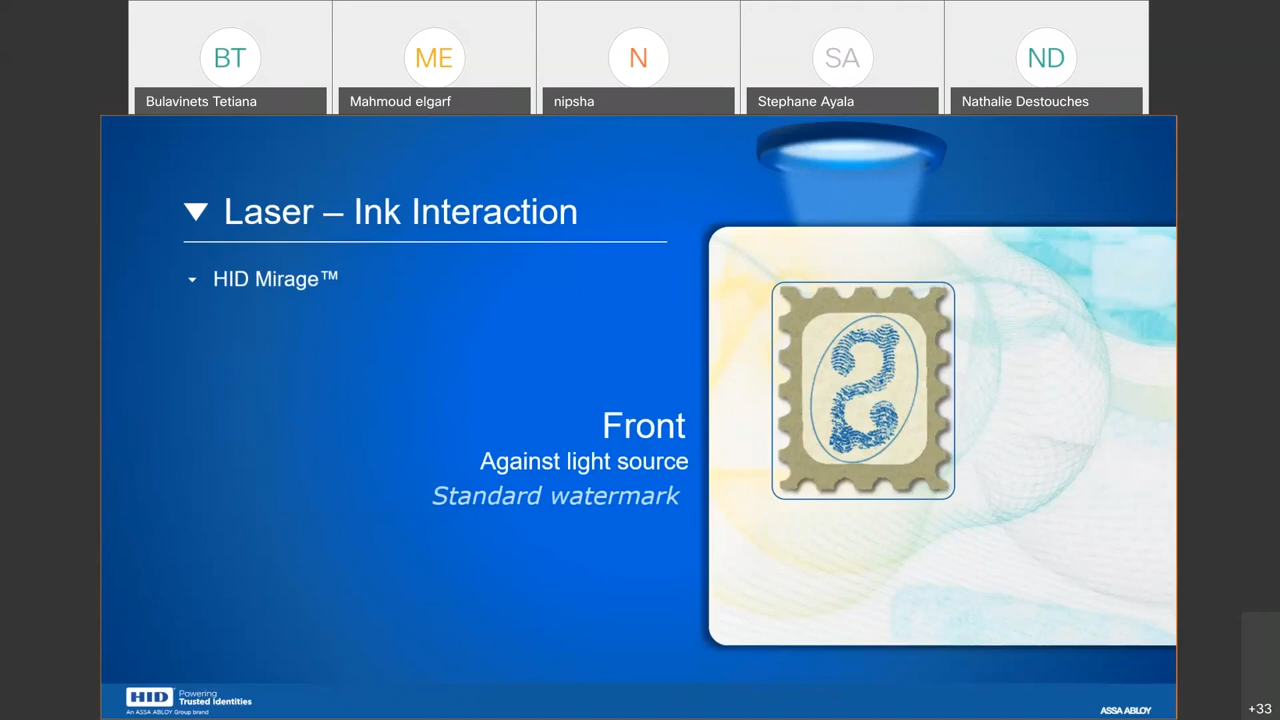 BT
ME
N
SA
ND
Bulavinets Tetiana
Mahmoud elgarf
nipsha
Stephane Ayala
Nathalie Destouches
Laser – Ink Interaction
HID Mirage™
Front
Against light source
Standard watermark
HID
Powering
Trusted Identities
An ASSA ABLOY Group brand
ASSA ABLOY
+33